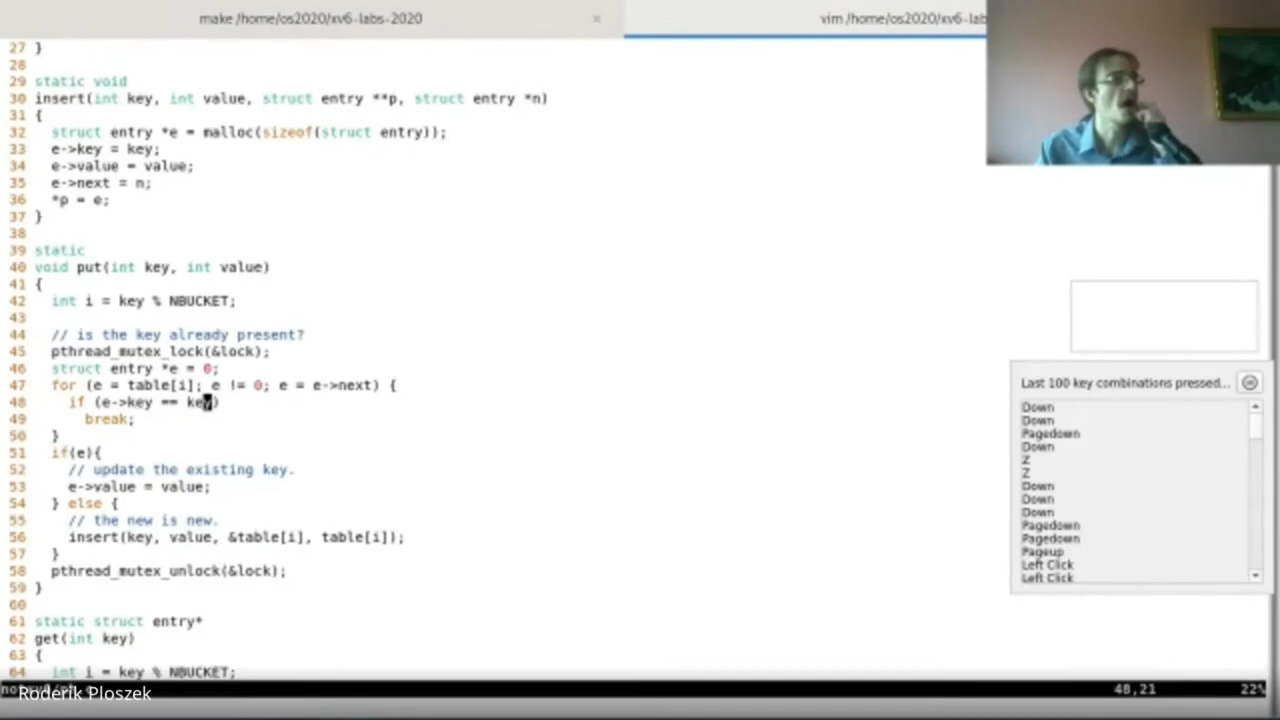 make /home/os2020/xv6-labs-2020 ×
vim /home/os2020/xv6-lab
27 }
28
29 static void
30 insert(int key, int value, struct entry **p, struct entry *n)
31 {
32 struct entry *e = malloc(sizeof(struct entry));
33 e->key = key;
34 e->value = value;
35 e->next = n;
36 *p = e;
37 }
38
39 static
40 void put(int key, int value)
41 {
42 int i = key % NBUCKET;
43
44 // is the key already present?
45 pthread_mutex_lock(&lock);
46 struct entry *e = 0;
47 for (e = table[i]; e != 0; e = e->next) {
48 if (e->key == key)
49 break;
50 }
51 if(e){
52 // update the existing key.
53 e->value = value;
54 } else {
55 // the new is new.
56 insert(key, value, &table[i], table[i]);
57 }
58 pthread_mutex_unlock(&lock);
59 }
60
61 static struct entry*
62 get(int key)
63 {
64 int i = key % NBUCKET;
48,21 22%
Roderik Ploszek
Last 100 key combinations pressed...
Down
Down
Pagedown
Down
Z
Z
Down
Down
Down
Pagedown
Pagedown
Pageup
Left Click
Left Click